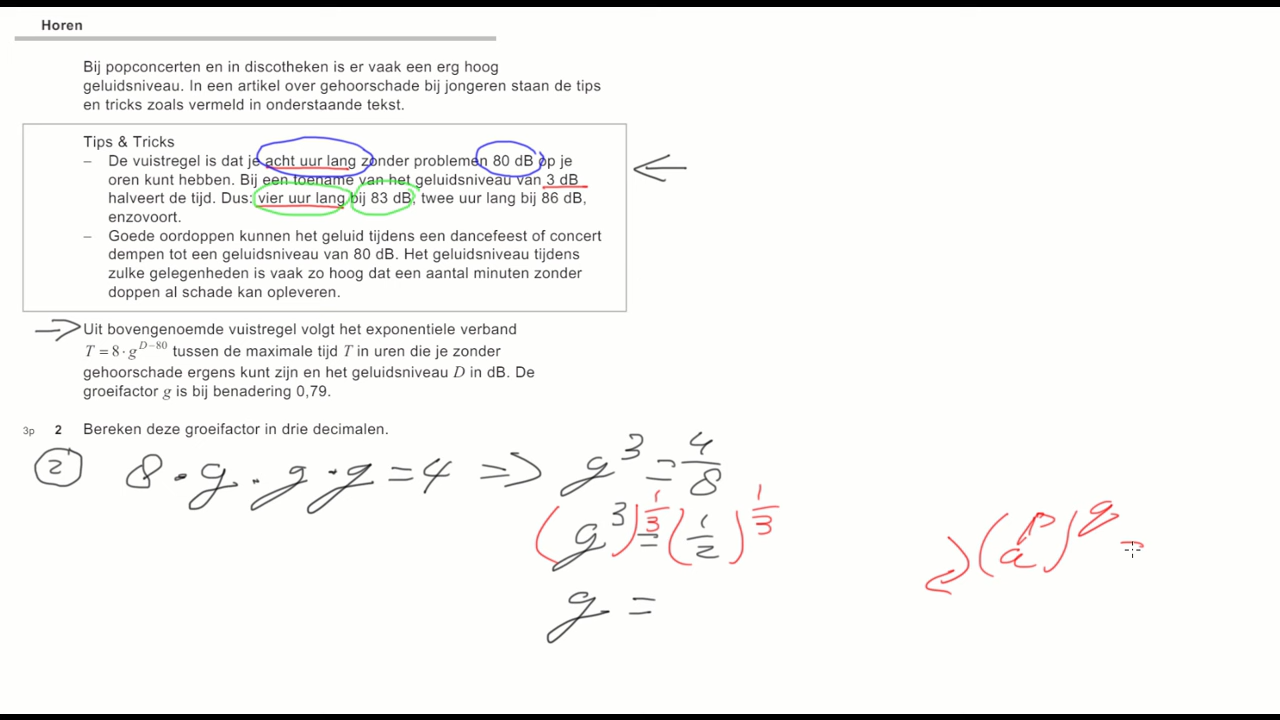 Horen
Bij popconcerten en in discotheken is er vaak een erg hoog
geluidsniveau. In een artikel over gehoorschade bij jongeren staan de tips
en tricks zoals vermeld in onderstaande tekst.
Tips & Tricks
– De vuistregel is dat je acht uur lang zonder problemen 80 dB op je
oren kunt hebben. Bij een toename van het geluidsniveau van 3 dB
halveert de tijd. Dus: vier uur lang bij 83 dB, twee uur lang bij 86 dB,
enzovoort.
– Goede oordoppen kunnen het geluid tijdens een dancefeest of concert
dempen tot een geluidsniveau van 80 dB. Het geluidsniveau tijdens
zulke gelegenheden is vaak zo hoog dat een aantal minuten zonder
doppen al schade kan opleveren.
⇒ Uit bovengenoemde vuistregel volgt het exponentiele verband
T = 8 · g^(D−80) tussen de maximale tijd T in uren die je zonder
gehoorschade ergens kunt zijn en het geluidsniveau D in dB. De
groeifactor g is bij benadering 0,79.
3p 2 Bereken deze groeifactor in drie decimalen.
2 8 · g · g · g = 4 ⇒ g^3 = 4/8
(g^3)^(1/3) = (1/2)^(1/3)
(a^p)^q =
g =